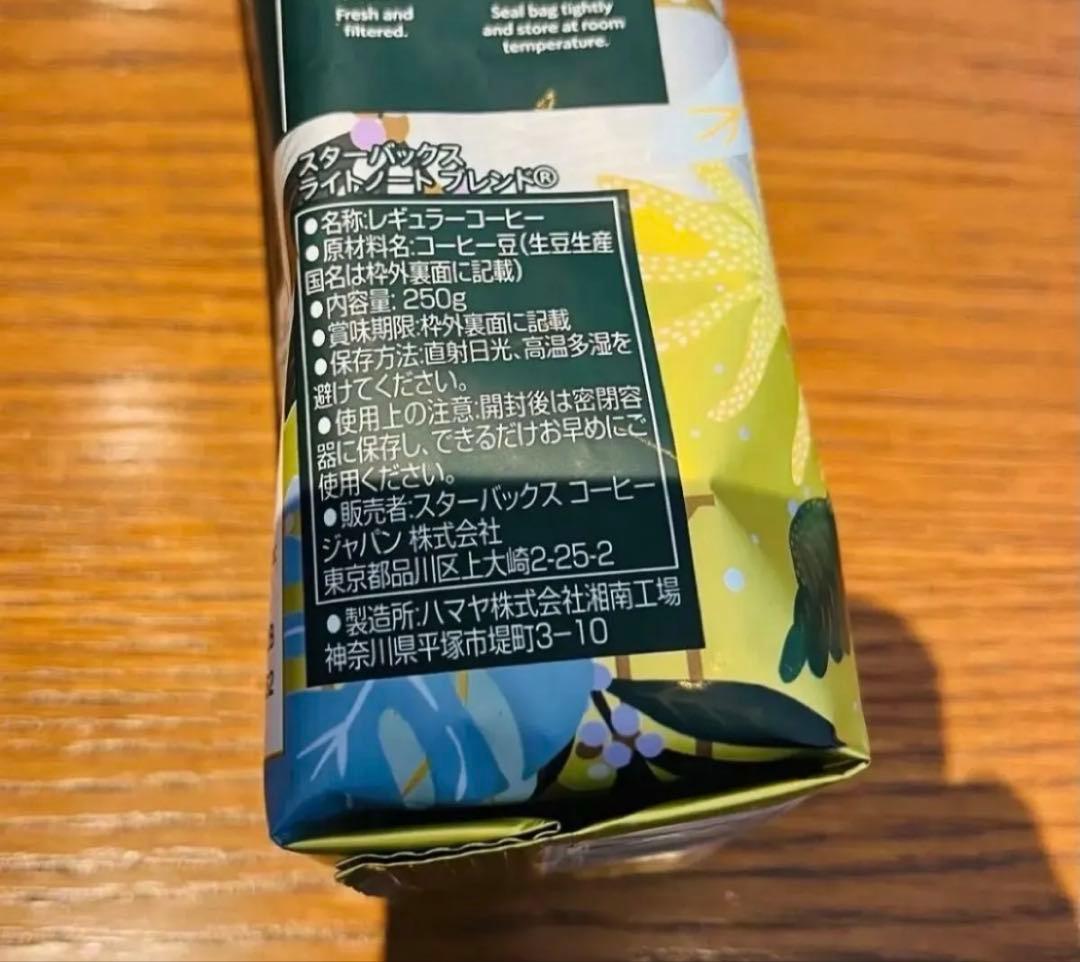 Fresh and
filtered.
Seal bag tightly
and store at room
temperature.
スターバックス
ライトノート ブレンド®
●名称:レギュラーコーヒー
●原材料名:コーヒー豆(生豆生産
国名は枠外裏面に記載)
●内容量: 250g
●賞味期限:枠外裏面に記載
●保存方法:直射日光、高温多湿を
避けてください。
●使用上の注意:開封後は密閉容
器に保存し、できるだけお早めにご
使用ください。
●販売者:スターバックス コーヒー
ジャパン 株式会社
東京都品川区上大崎2-25-2
●製造所:ハマヤ株式会社湘南工場
神奈川県平塚市堤町3-10